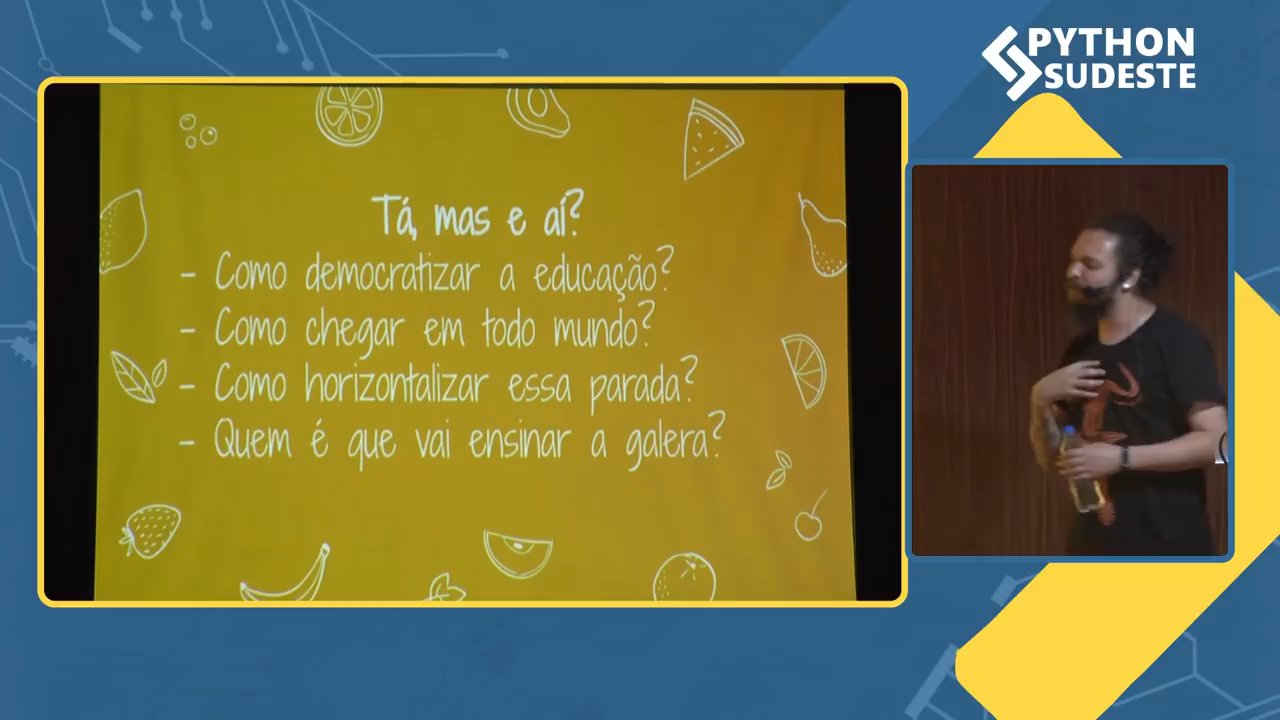 PYTHON
SUDESTE
Tá, mas e aí?
- Como democratizar a educação?
- Como chegar em todo mundo?
- Como horizontalizar essa parada?
- Quem é que vai ensinar a galera?